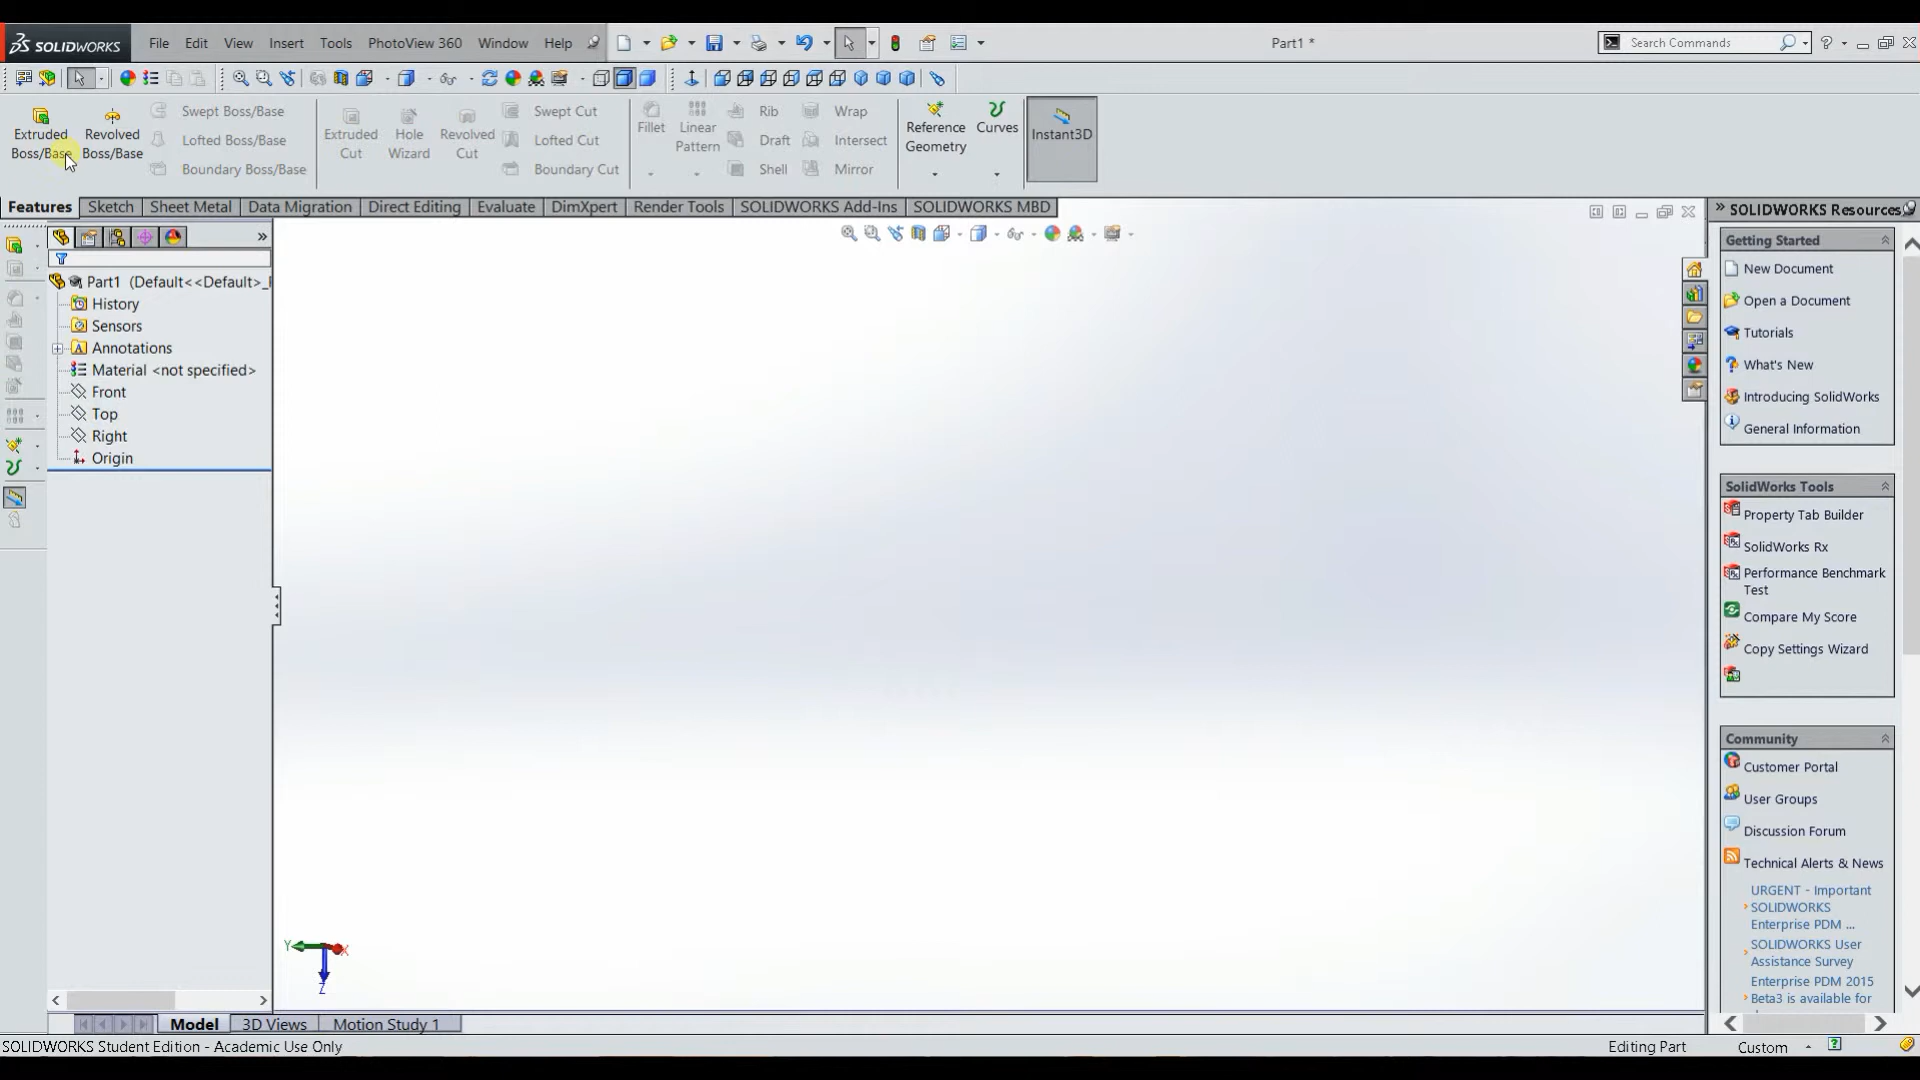 SOLIDWORKS
File Edit View Insert Tools PhotoView 360 Window Help
Part1 *
Search Commands
Extruded Boss/Base
Revolved Boss/Base
Swept Boss/Base
Lofted Boss/Base
Boundary Boss/Base
Extruded Cut
Hole Wizard
Revolved Cut
Swept Cut
Lofted Cut
Boundary Cut
Fillet
Linear Pattern
Rib
Draft
Shell
Wrap
Intersect
Mirror
Reference Geometry
Curves
Instant3D
Features Sketch Sheet Metal Data Migration Direct Editing Evaluate DimXpert Render Tools SOLIDWORKS Add-Ins SOLIDWORKS MBD
Part1 (Default<<Default>_
History
Sensors
Annotations
Material <not specified>
Front
Top
Right
Origin
Y
X
Z
SOLIDWORKS Resources
Getting Started
New Document
Open a Document
Tutorials
What's New
Introducing SolidWorks
General Information
SolidWorks Tools
Property Tab Builder
SolidWorks Rx
Performance Benchmark
Test
Compare My Score
Copy Settings Wizard
Community
Customer Portal
User Groups
Discussion Forum
Technical Alerts & News
URGENT - Important
SOLIDWORKS
Enterprise PDM ...
SOLIDWORKS User
Assistance Survey
Enterprise PDM 2015
Beta3 is available for
Model 3D Views Motion Study 1
SOLIDWORKS Student Edition - Academic Use Only
Editing Part
Custom